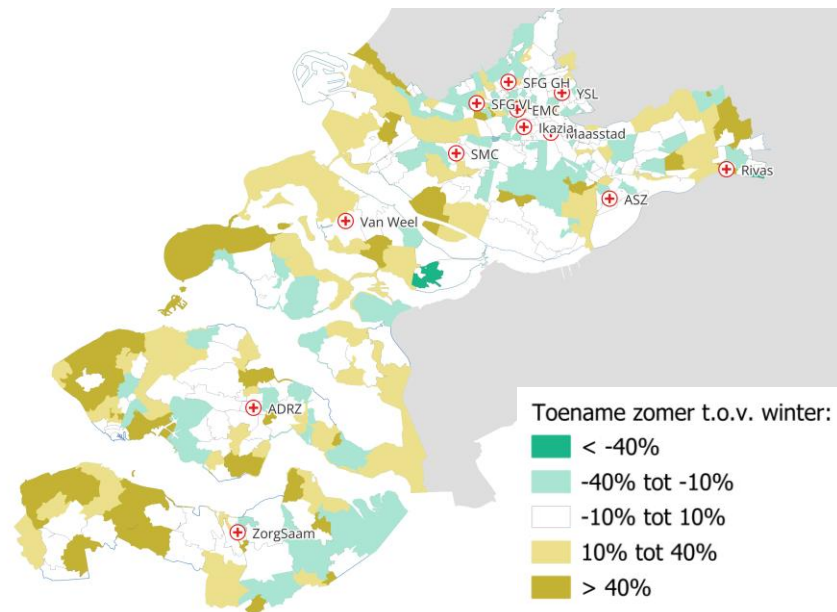 SFG GH
YSL
SFG VL
EMC
Ikazia
Maasstad
SMC
Rivas
ASZ
Van Weel
ADRZ
ZorgSaam
Toename zomer t.o.v. winter:
< -40%
-40% tot -10%
-10% tot 10%
10% tot 40%
> 40%